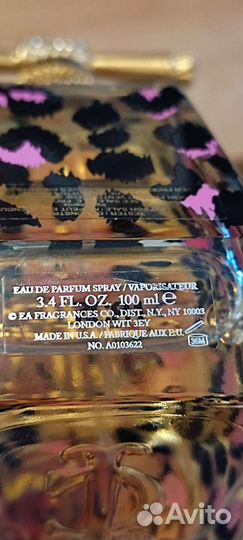 EAU DE PARFUM SPRAY / VAPORISATEUR
3.4 FL. OZ. 100 ml ℮
© EA FRAGRANCES CO., DIST. N.Y., NY 10003
LONDON W1T 3EY
MADE IN U.S.A. / FABRIQUE AUX E.U.
NO. A0103622
36M
Avito